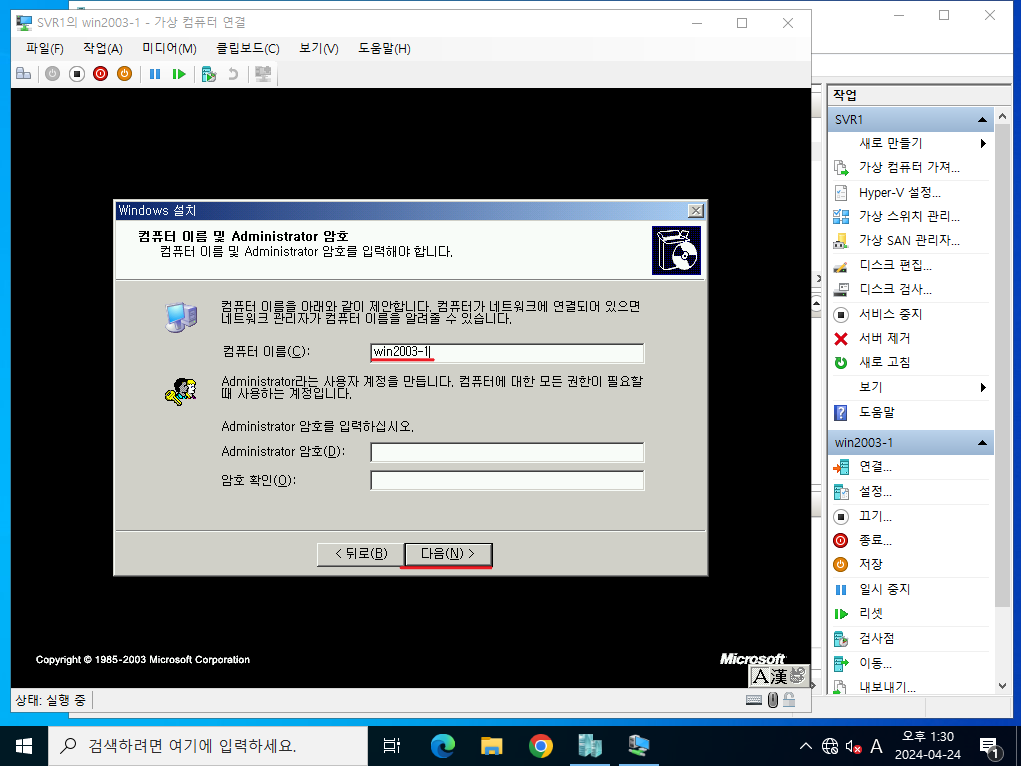 SVR1의 win2003-1 - 가상 컴퓨터 연결
파일(F) 작업(A) 미디어(M) 클립보드(C) 보기(V) 도움말(H)
Windows 설치
컴퓨터 이름 및 Administrator 암호
컴퓨터 이름 및 Administrator 암호를 입력해야 합니다.
컴퓨터 이름을 아래와 같이 제안합니다. 컴퓨터가 네트워크에 연결되어 있으면
네트워크 관리자가 컴퓨터 이름을 알려줄 수 있습니다.
컴퓨터 이름(C):
win2003-1
Administrator라는 사용자 계정을 만듭니다. 컴퓨터에 대한 모든 권한이 필요할
때 사용하는 계정입니다.
Administrator 암호를 입력하십시오.
Administrator 암호(D):
암호 확인(O):
< 뒤로(B)
다음(N) >
Copyright © 1985-2003 Microsoft Corporation
Microsoft
A漢
상태: 실행 중
작업
SVR1
새로 만들기
가상 컴퓨터 가져...
Hyper-V 설정...
가상 스위치 관리...
가상 SAN 관리자...
디스크 편집...
디스크 검사...
서비스 중지
서버 제거
새로 고침
보기
도움말
win2003-1
연결...
설정...
끄기...
종료...
저장
일시 중지
리셋
검사점
이동...
내보내기...
검색하려면 여기에 입력하세요.
A
오후 1:30
2024-04-24
1